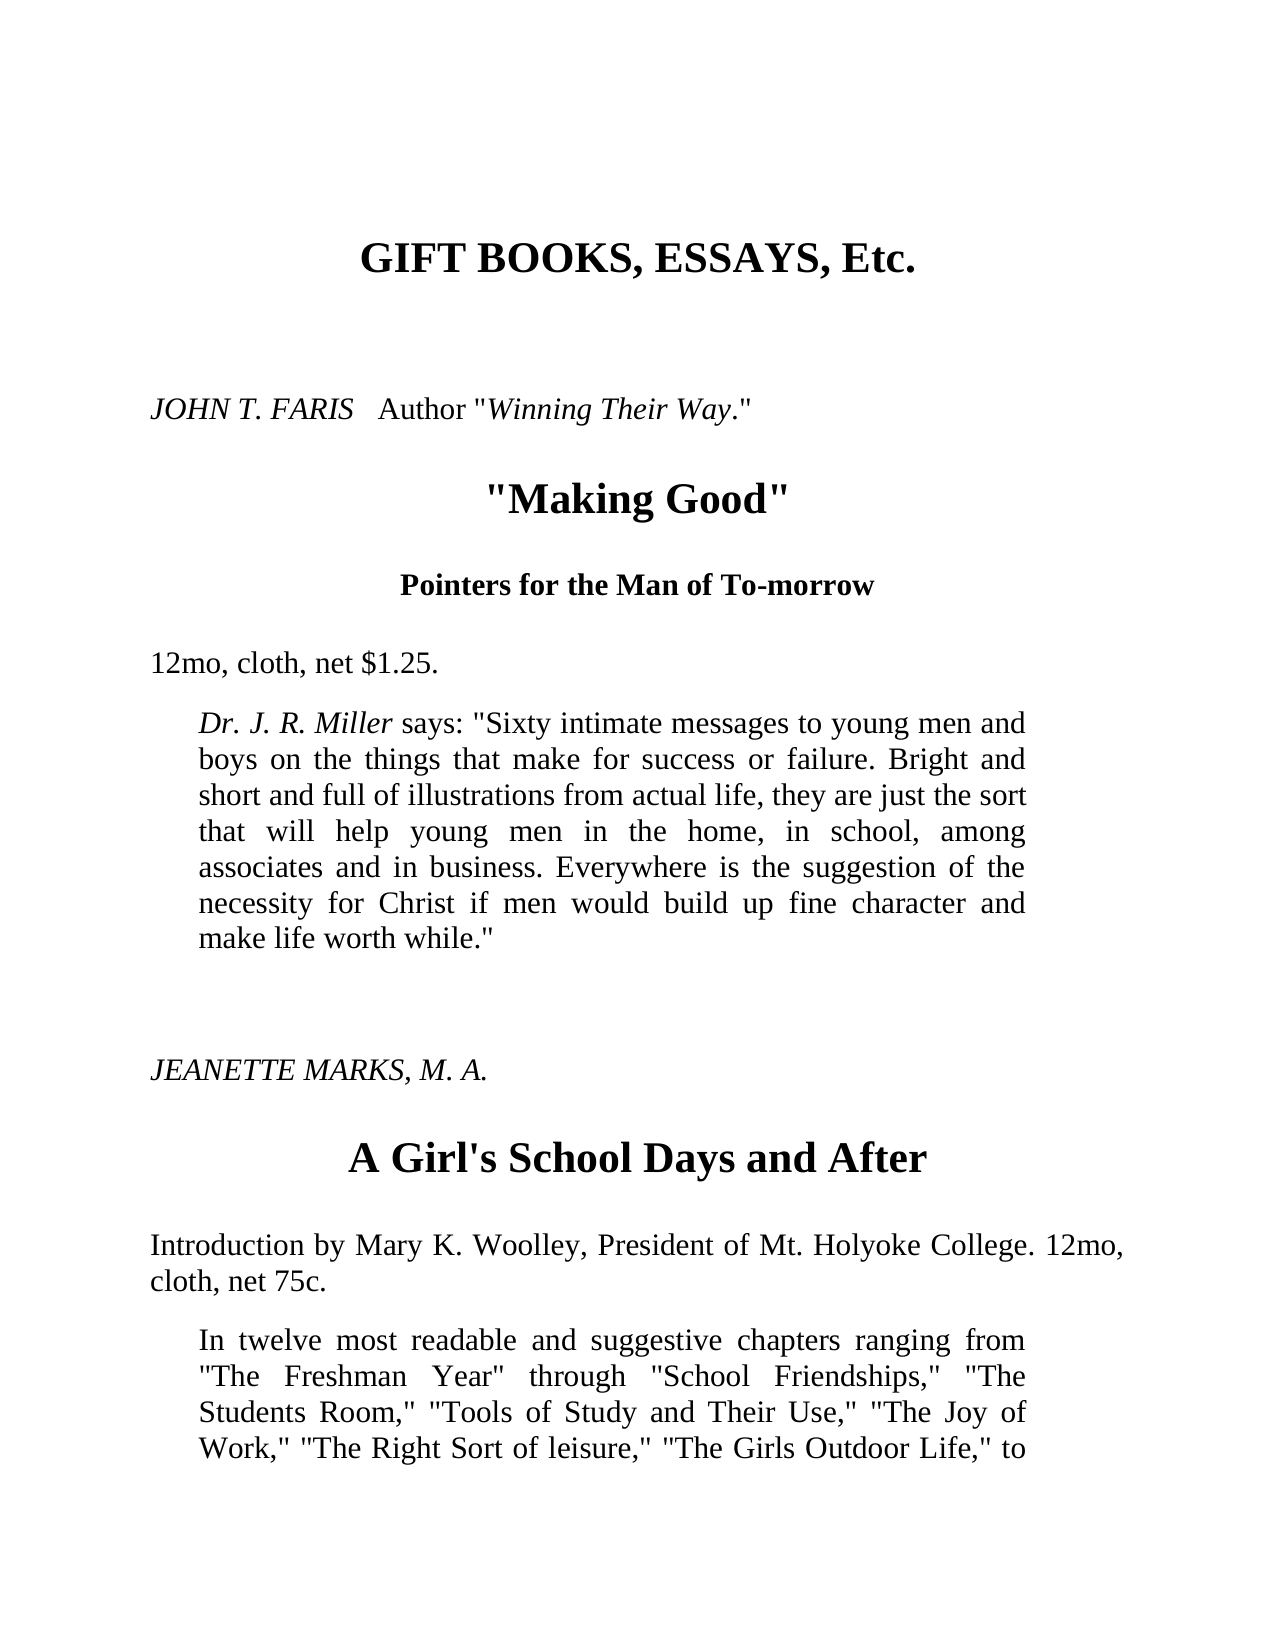 GIFT BOOKS, ESSAYS, Etc.
JOHN T. FARIS   Author "Winning Their Way."
"Making Good"
Pointers for the Man of To-morrow
12mo, cloth, net $1.25.
Dr. J. R. Miller says: "Sixty intimate messages to young men and
boys on the things that make for success or failure. Bright and
short and full of illustrations from actual life, they are just the sort
that will help young men in the home, in school, among
associates and in business. Everywhere is the suggestion of the
necessity for Christ if men would build up fine character and
make life worth while."
JEANETTE MARKS, M. A.
A Girl's School Days and After
Introduction by Mary K. Woolley, President of Mt. Holyoke College. 12mo,
cloth, net 75c.
In twelve most readable and suggestive chapters ranging from
"The Freshman Year" through "School Friendships," "The
Students Room," "Tools of Study and Their Use," "The Joy of
Work," "The Right Sort of leisure," "The Girls Outdoor Life," to